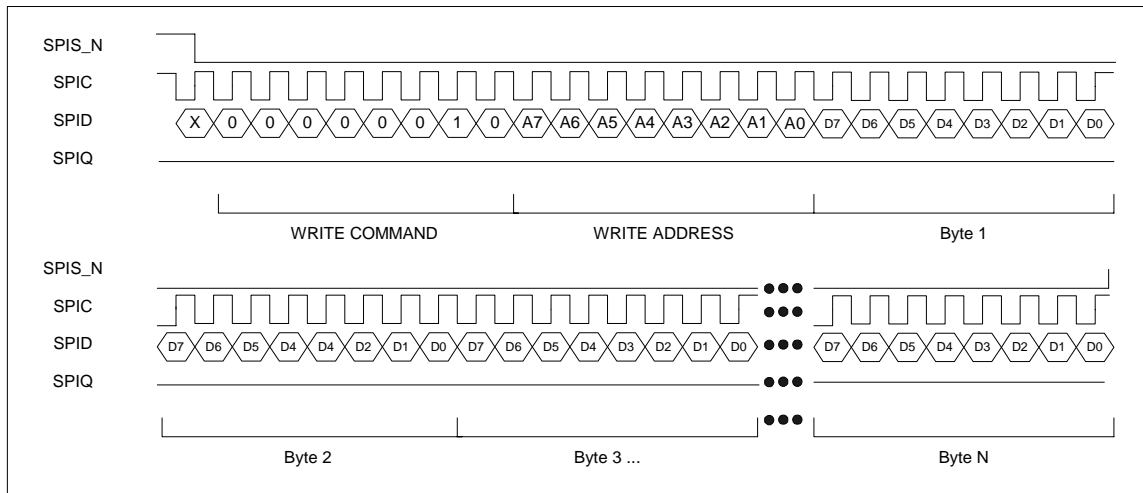 SPIS_N
SPIC
SPID X 0 0 0 0 0 0 1 0 A7 A6 A5 A4 A3 A2 A1 A0 D7 D6 D5 D4 D3 D2 D1 D0
SPIQ
WRITE COMMAND WRITE ADDRESS Byte 1
SPIS_N
SPIC
SPID D7 D6 D5 D4 D4 D2 D1 D0 D7 D6 D5 D4 D3 D2 D1 D0 D7 D6 D5 D4 D3 D2 D1 D0
SPIQ
Byte 2 Byte 3 ... Byte N